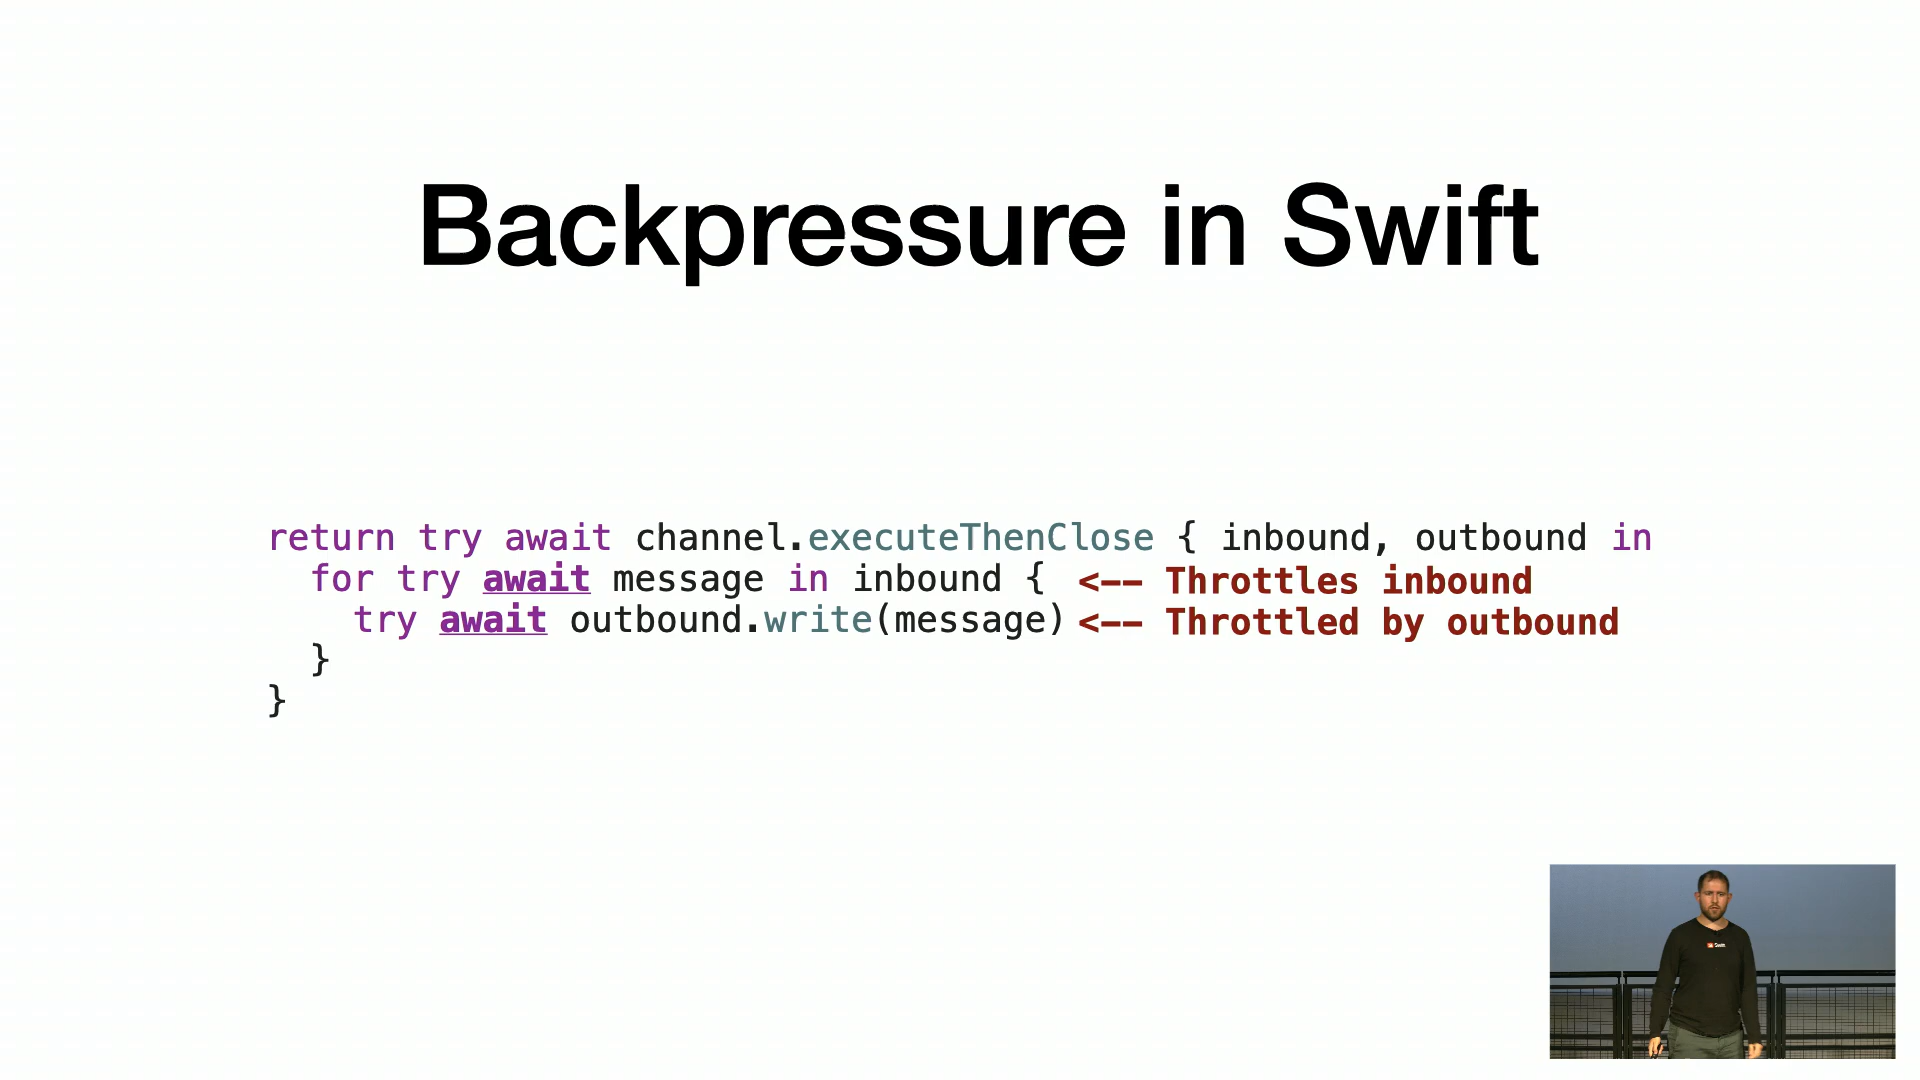 Backpressure in Swift
return try await channel.executeThenClose { inbound, outbound in
for try await message in inbound { <-- Throttles inbound
try await outbound.write(message) <-- Throttled by outbound
}
}
Swift